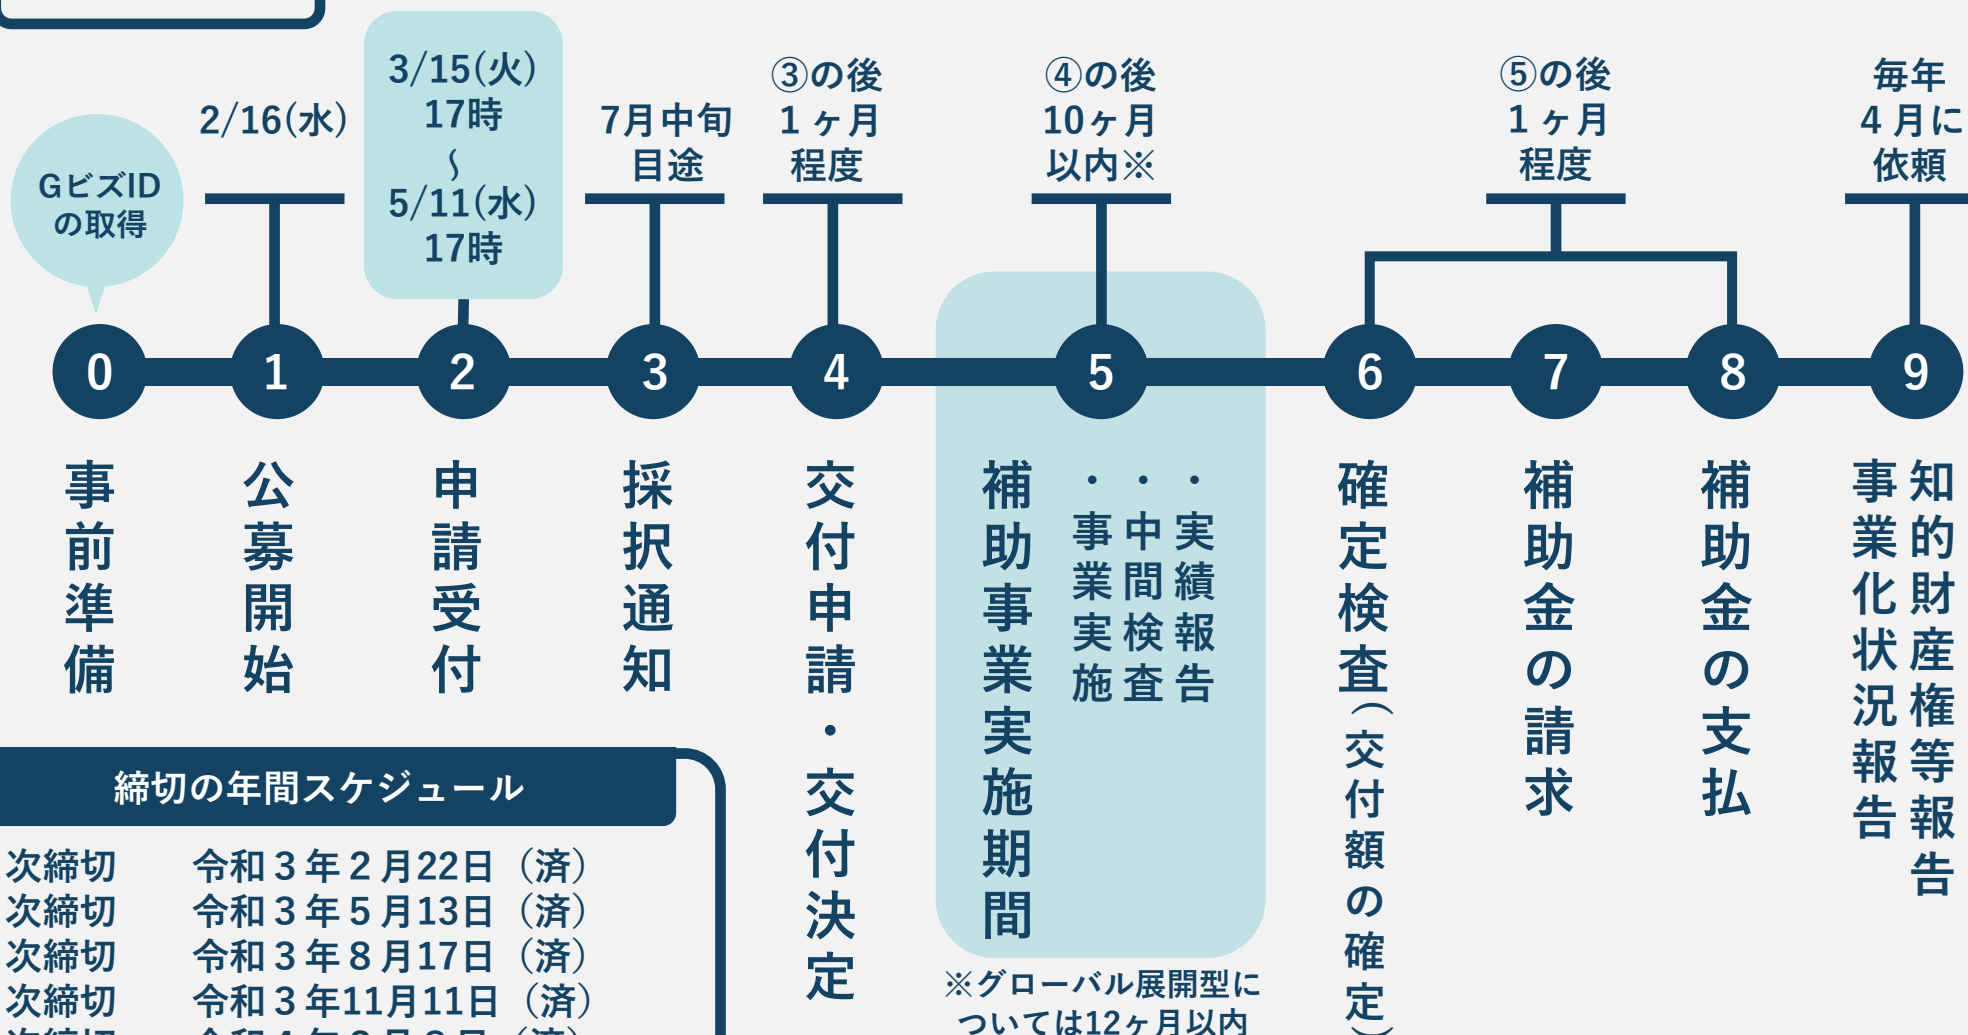 GビズID
の取得
2/16(水)
3/15(火)
17時
〜
5/11(水)
17時
7月中旬
目途
③の後
1ヶ月
程度
④の後
10ヶ月
以内※
⑤の後
1ヶ月
程度
毎年
4月に
依頼
0
1
2
3
4
5
6
7
8
9
事前準備
公募開始
申請受付
採択通知
交付申請・交付決定
補助事業実施期間
・事業実施
・中間検査
・実績報告
※グローバル展開型に
ついては12ヶ月以内
確定検査（交付額の確定）
補助金の請求
補助金の支払
事業化状況報告
知的財産権等報告
締切の年間スケジュール
次締切 令和3年2月22日（済）
次締切 令和3年5月13日（済）
次締切 令和3年8月17日（済）
次締切 令和3年11月11日（済）